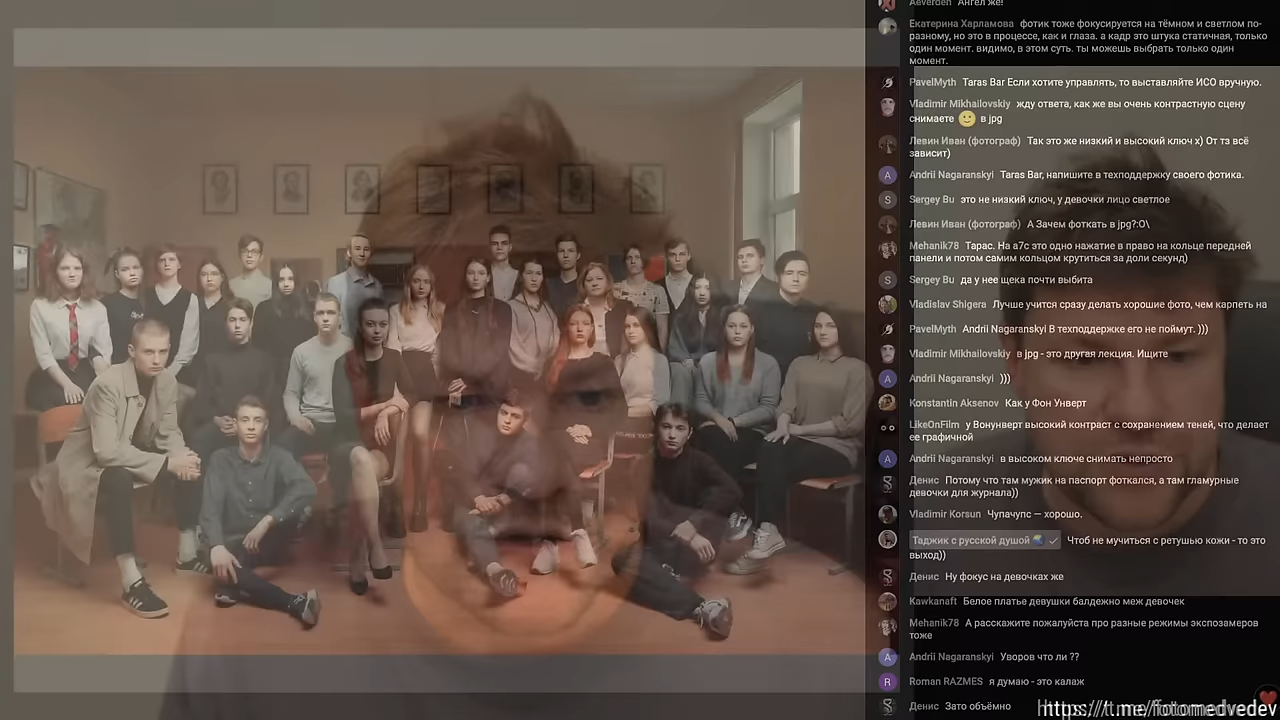 Aeverden Ангел же!
Екатерина Харламова фотик тоже фокусируется на тёмном и светлом по-
разному, но это в процессе, как и глаза. а кадр это штука статичная, только
один момент. видимо, в этом суть. ты можешь выбрать только один
момент.
PavelMyth Taras Bar Если хотите управлять, то выставляйте ИСО вручную.
Vladimir Mikhailovskiy жду ответа, как же вы очень контрастную сцену
снимаете 🙂 в jpg
Левин Иван (фотограф) Так это же низкий и высокий ключ х) От тз всё
зависит)
Andrii Nagaranskyi Taras Bar, напишите в техподдержку своего фотика.
Sergey Bu это не низкий ключ, у девочки лицо светлое
Левин Иван (фотограф) А Зачем фоткать в jpg?:О\
Mehanik78 Тарас. На а7с это одно нажатие в право на кольце передней
панели и потом самим кольцом крутиться за доли секунд)
Sergey Bu да у нее щека почти выбита
Vladislav Shigera Лучше учится сразу делать хорошие фото, чем карпеть на
PavelMyth Andrii Nagaranskyi В техподдержке его не поймут. )))
Vladimir Mikhailovskiy в jpg - это другая лекция. Ищите
Andrii Nagaranskyi )))
Konstantin Aksenov Как у Фон Унверт
LikeOnFilm у Вонунверт высокий контраст с сохранением теней, что делает
ее графичной
Andrii Nagaranskyi в высоком ключе снимать непросто
Денис Потому что там мужик на паспорт фоткался, а там гламурные
девочки для журнала))
Vladimir Korsun Чупачупс — хорошо.
Таджик с русской душой Чтоб не мучиться с ретушью кожи - то это
выход))
Денис Ну фокус на девочках же
Kawkanaft Белое платье девушки балдежно меж девочек
Mehanik78 А расскажите пожалуйста про разные режимы экспозамеров
тоже
Andrii Nagaranskyi Уворов что ли ??
Roman RAZMES я думаю - это калаж
Денис Зато объёмно
https://t.me/fotomedvedev